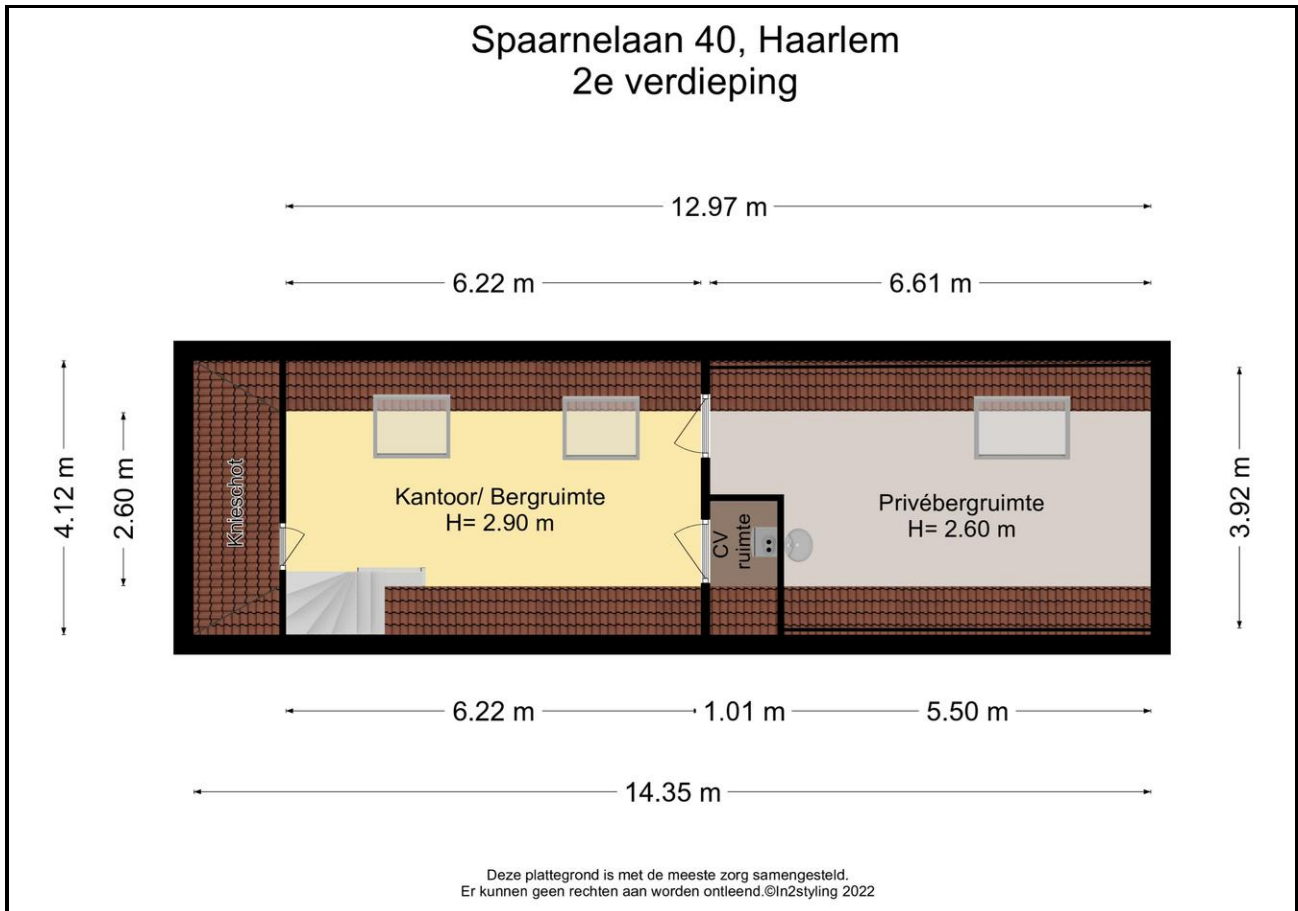 Spaarnelaan 40, Haarlem
2e verdieping
12.97 m
6.22 m
6.61 m
4.12 m
2.60 m
Knieschot
Kantoor/ Bergruimte
H= 2.90 m
CV
ruimte
Privébergruimte
H= 2.60 m
3.92 m
6.22 m
1.01 m
5.50 m
14.35 m
Deze plattegrond is met de meeste zorg samengesteld.
Er kunnen geen rechten aan worden ontleend.©In2styling 2022